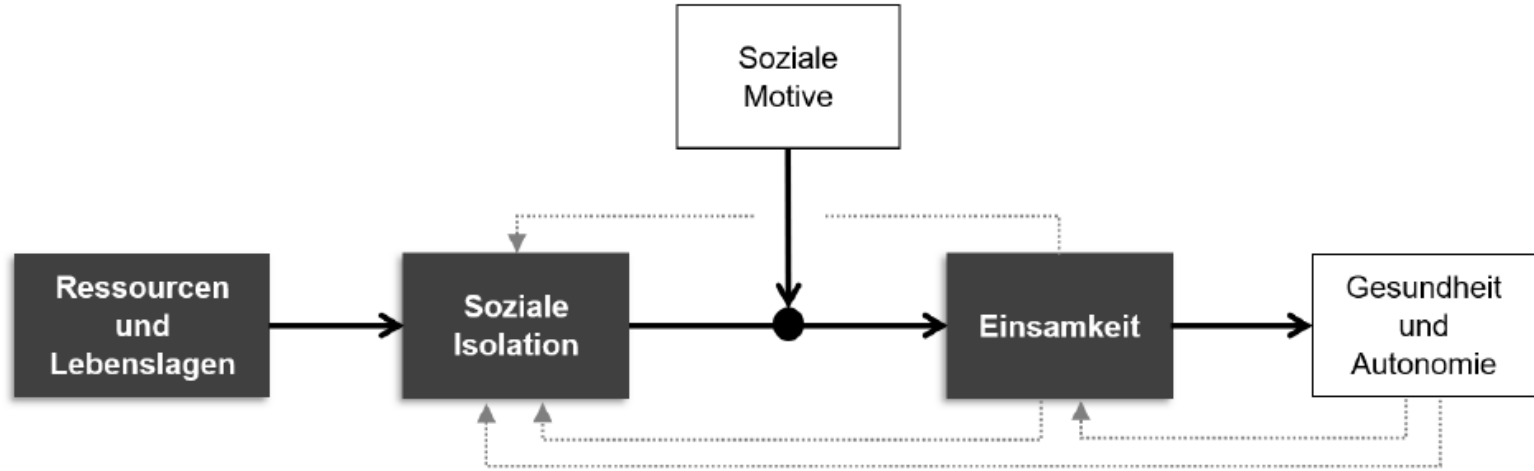 Soziale
Motive
Ressourcen
und
Lebenslagen
Soziale
Isolation
Einsamkeit
Gesundheit
und
Autonomie